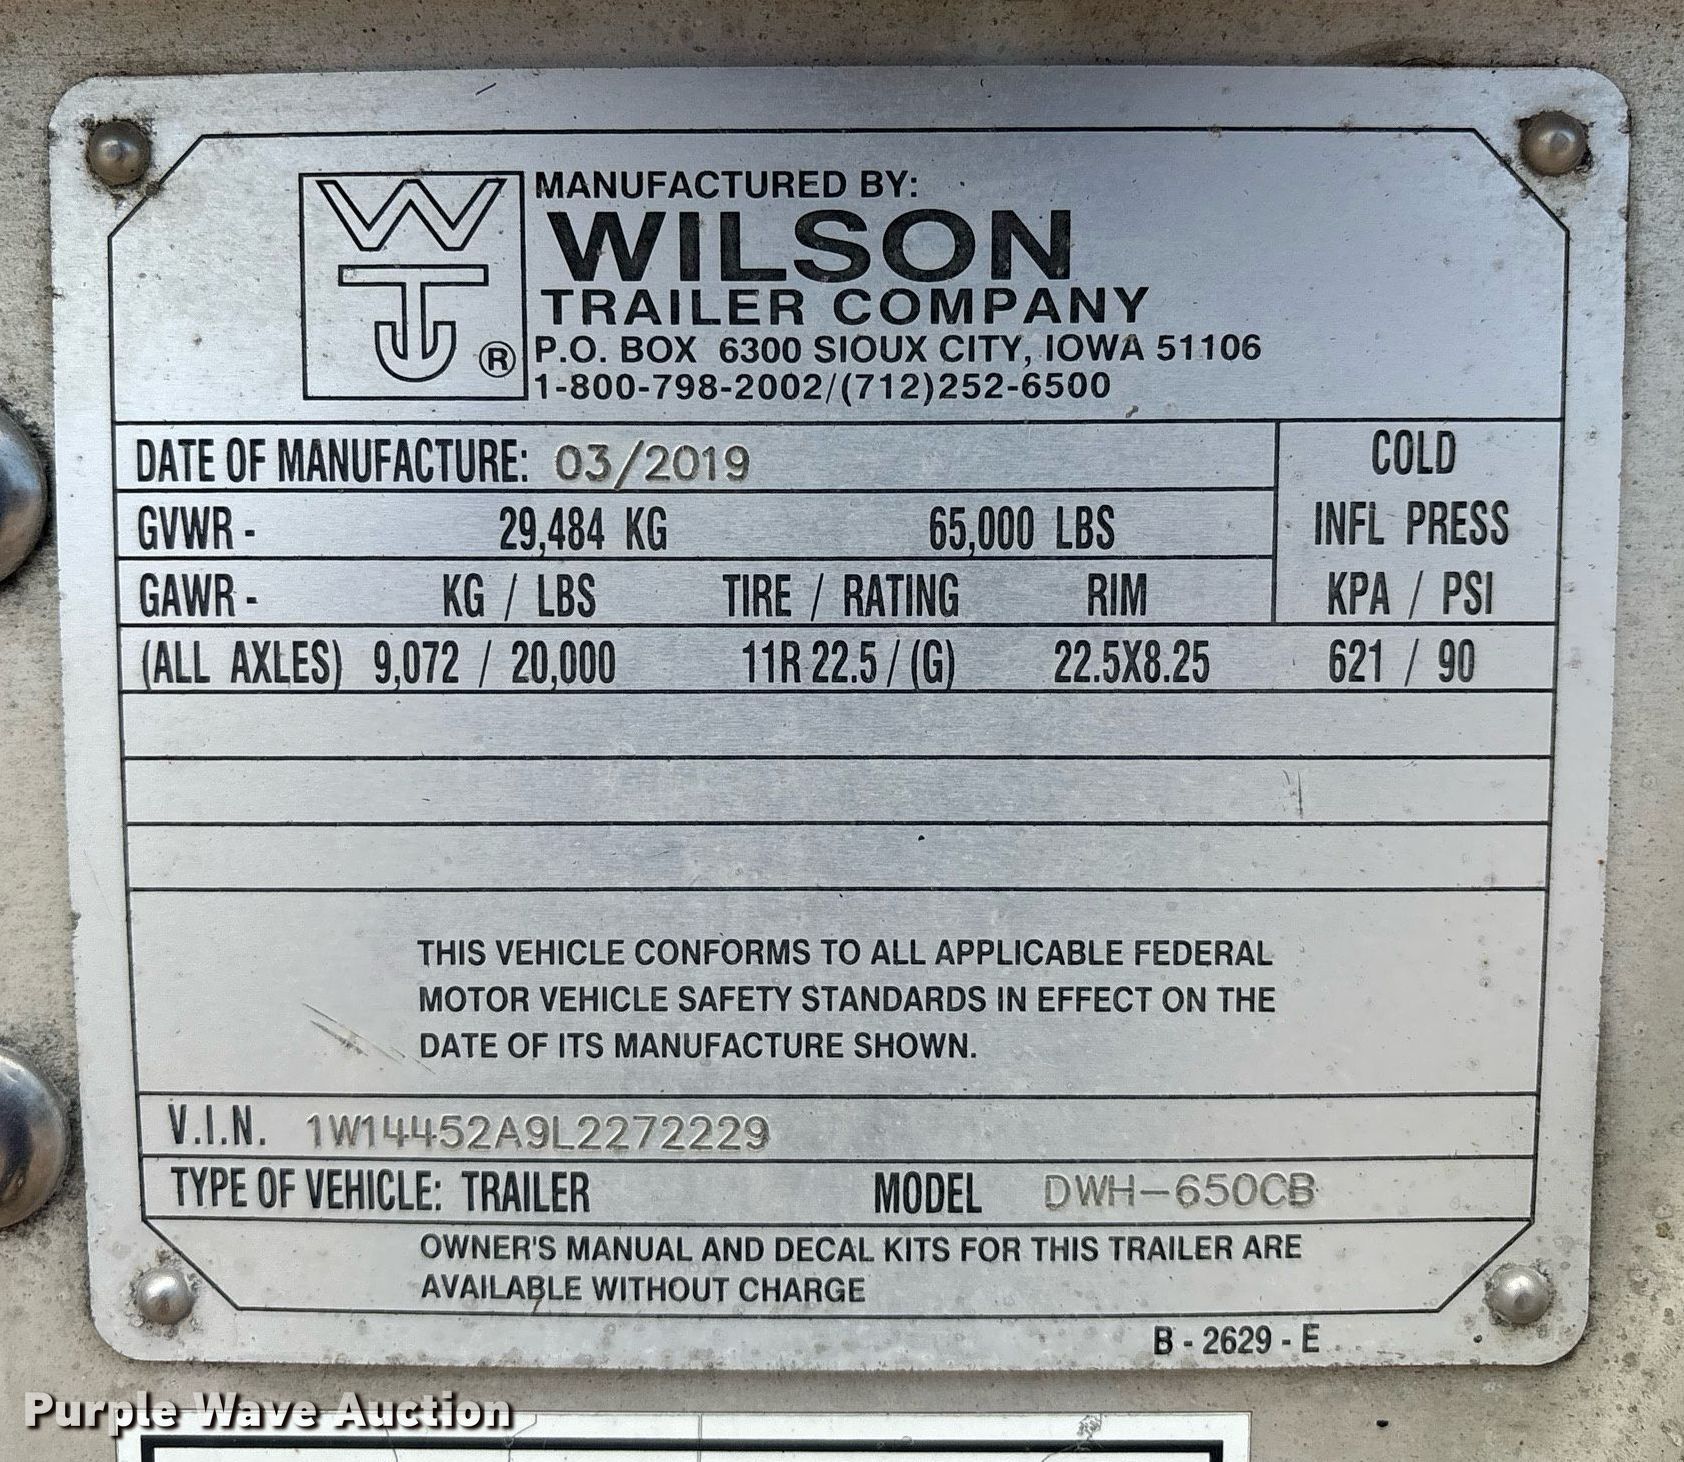 MANUFACTURED BY:
WILSON
TRAILER COMPANY
P.O. BOX 6300 SIOUX CITY, IOWA 51106
1-800-798-2002/(712)252-6500
WT
®
DATE OF MANUFACTURE: 03/2019
COLD
INFL PRESS
KPA / PSI
GVWR - 29,484 KG 65,000 LBS
GAWR - KG / LBS TIRE / RATING RIM
(ALL AXLES) 9,072 / 20,000 11R 22.5 / (G) 22.5X8.25 621 / 90
THIS VEHICLE CONFORMS TO ALL APPLICABLE FEDERAL
MOTOR VEHICLE SAFETY STANDARDS IN EFFECT ON THE
DATE OF ITS MANUFACTURE SHOWN.
V.I.N. 1W14452A9L2272229
TYPE OF VEHICLE: TRAILER MODEL DWH-650CB
OWNER'S MANUAL AND DECAL KITS FOR THIS TRAILER ARE
AVAILABLE WITHOUT CHARGE
B - 2629 - E
Purple Wave Auction